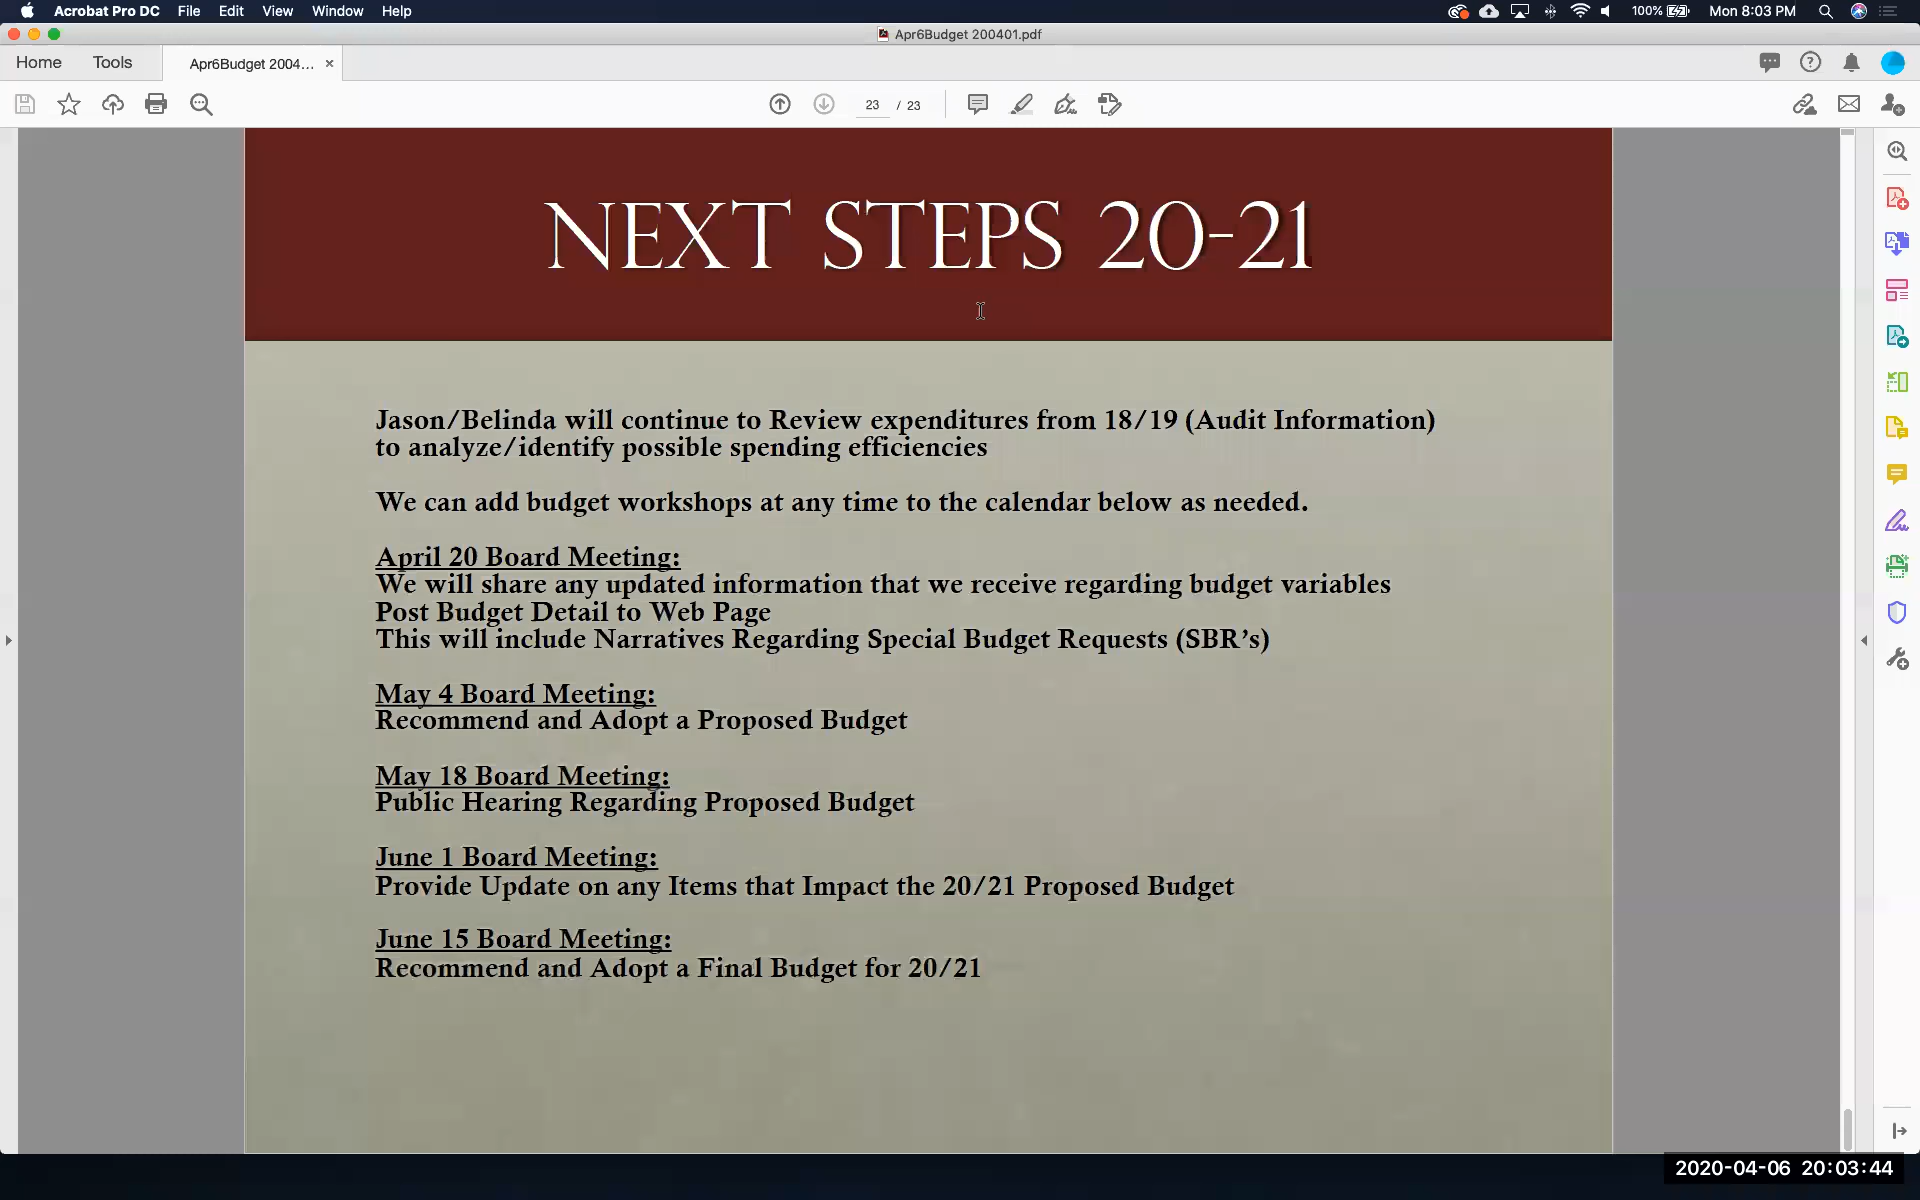 Acrobat Pro DC File Edit View Window Help 100% Mon 8:03 PM
Apr6Budget 200401.pdf
Home Tools Apr6Budget 2004... ×
23 / 23
NEXT STEPS 20-21
Jason/Belinda will continue to Review expenditures from 18/19 (Audit Information)
to analyze/identify possible spending efficiencies
We can add budget workshops at any time to the calendar below as needed.
April 20 Board Meeting:
We will share any updated information that we receive regarding budget variables
Post Budget Detail to Web Page
This will include Narratives Regarding Special Budget Requests (SBR’s)
May 4 Board Meeting:
Recommend and Adopt a Proposed Budget
May 18 Board Meeting:
Public Hearing Regarding Proposed Budget
June 1 Board Meeting:
Provide Update on any Items that Impact the 20/21 Proposed Budget
June 15 Board Meeting:
Recommend and Adopt a Final Budget for 20/21
2020-04-06 20:03:44